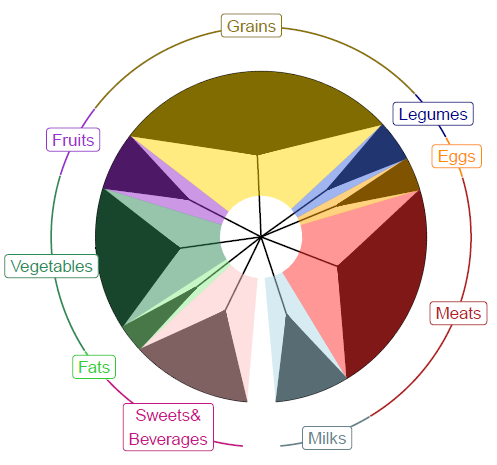 Grains
Legumes
Fruits
Eggs
Vegetables
Meats
Fats
Sweets&
Beverages
Milks